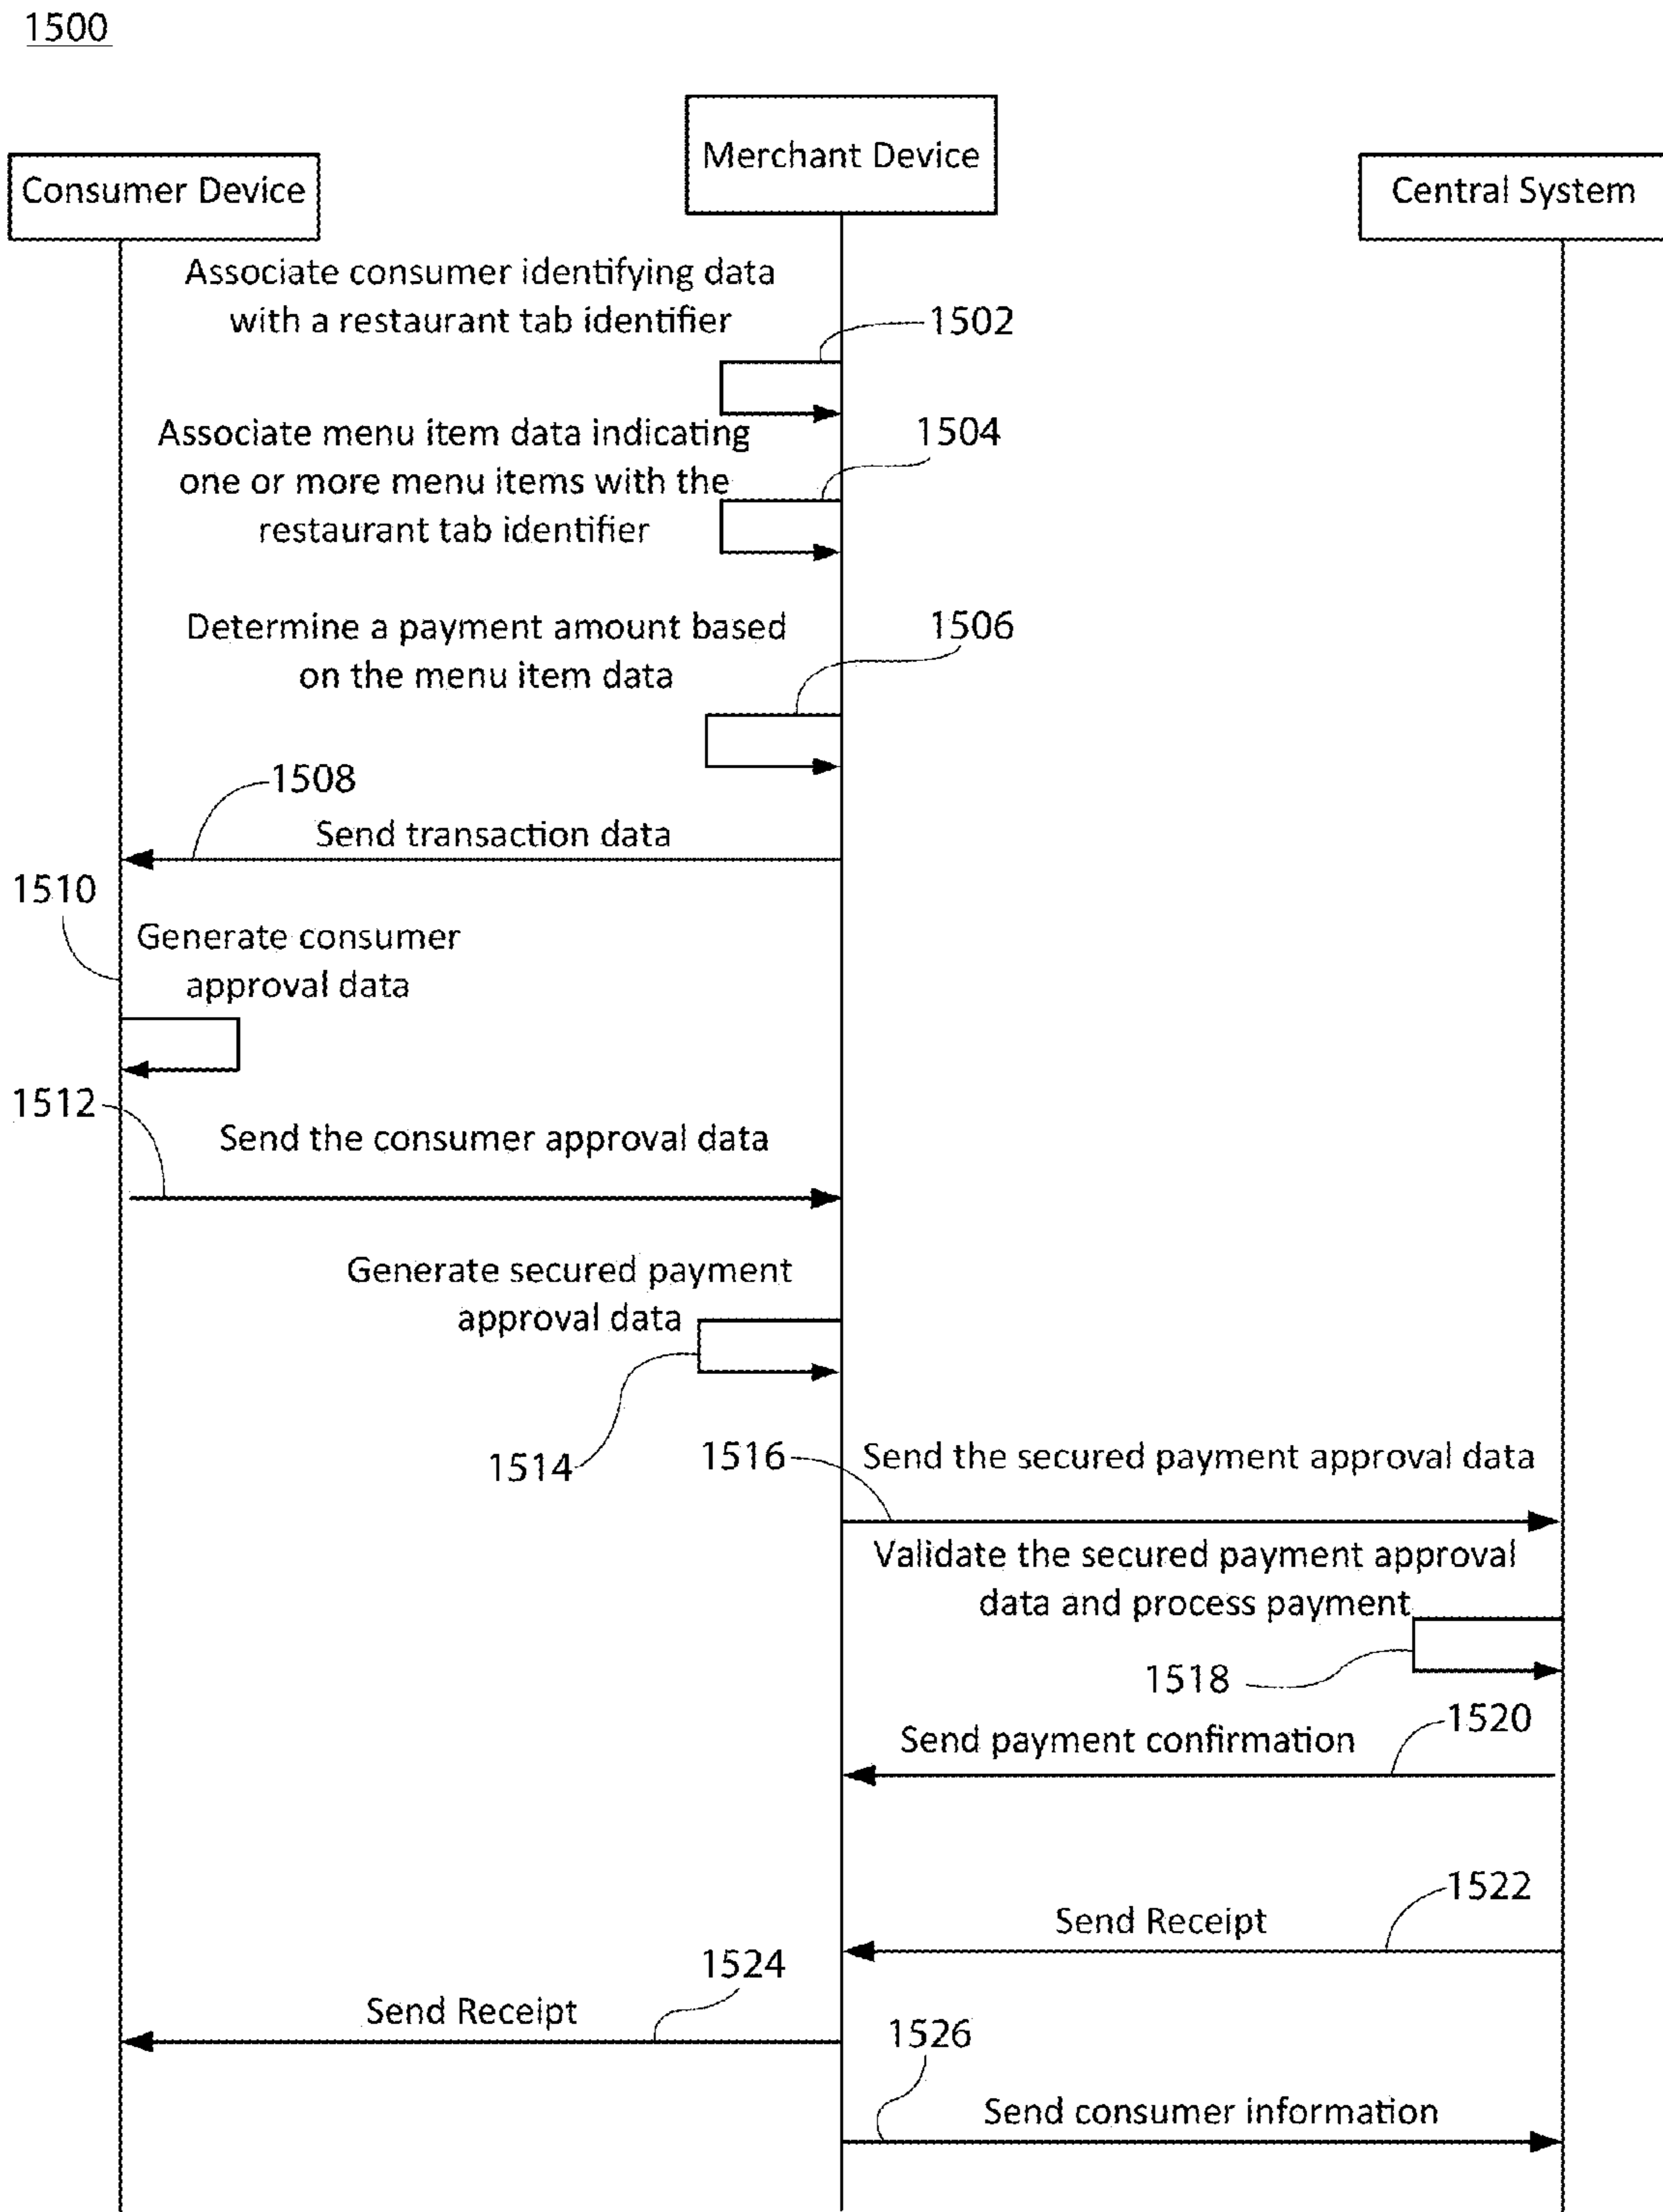 1500
Merchant Device
Consumer Device
Central System
Associate consumer identifying data
with a restaurant tab identifier
1502
Associate menu item data indicating
one or more menu items with the
restaurant tab identifier
1504
Determine a payment amount based
on the menu item data
1506
1508
Send transaction data
1510
Generate consumer
approval data
1512
Send the consumer approval data
Generate secured payment
approval data
1514
1516
Send the secured payment approval data
Validate the secured payment approval
data and process payment
1518
1520
Send payment confirmation
1522
Send Receipt
1524
Send Receipt
1526
Send consumer information